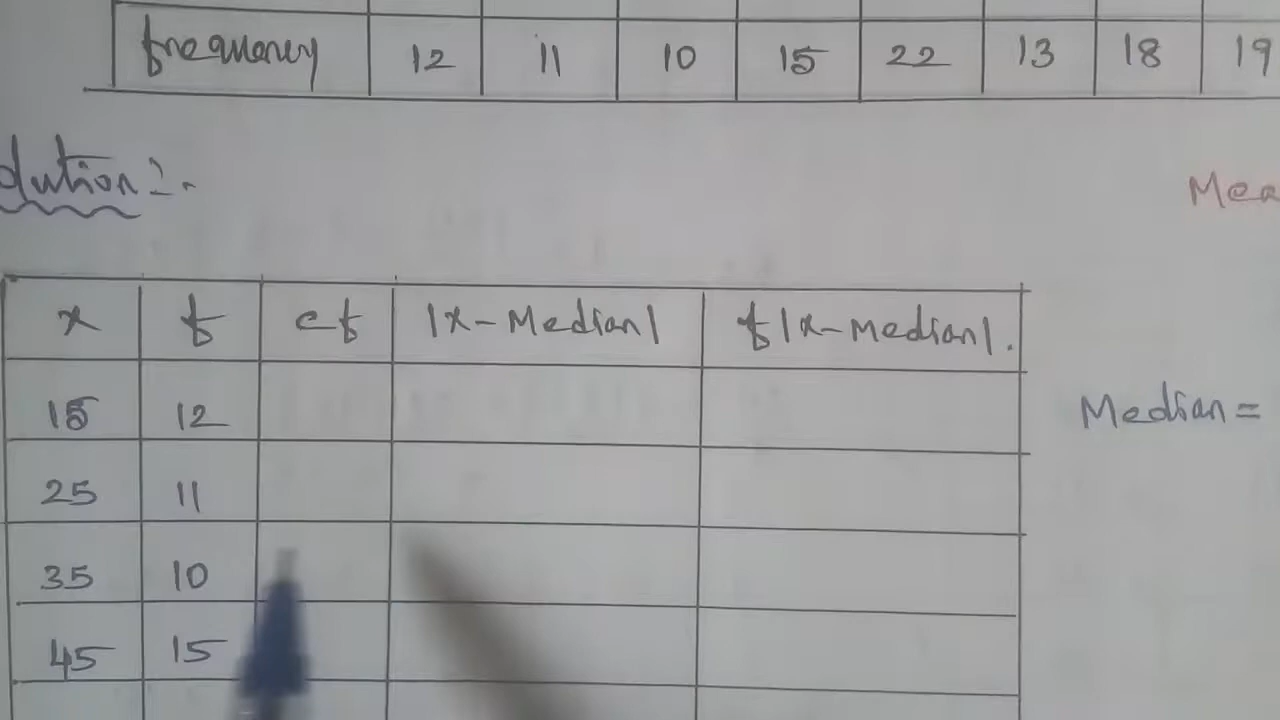 frequency 12 11 10 15 22 13 18 19
olution :-
Mea
x f cf |x-Median| f|x-Median|.
15 12
Median =
25 11
35 10
45 15